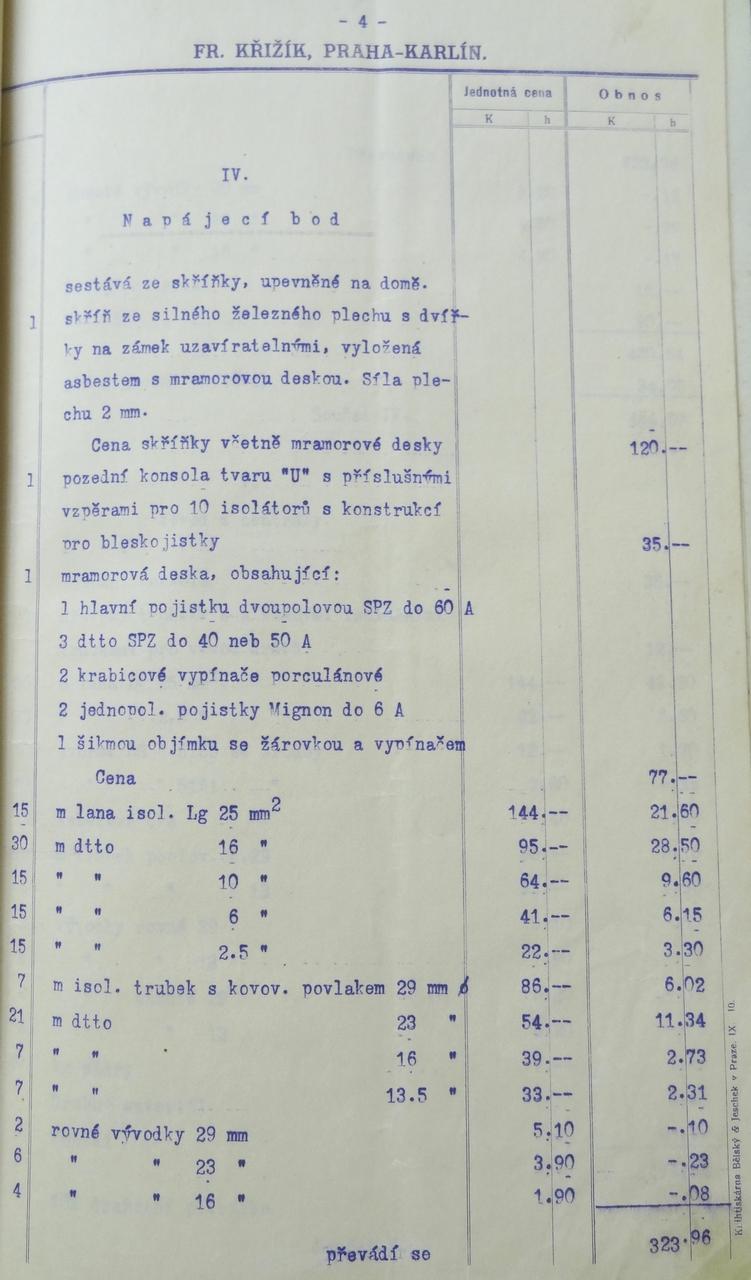 - 4 -
FR. KŘIŽÍK, PRAHA-KARLÍN.
Jednotná cena Obnos
K h K h
IV.
Napájecí bod
sestává ze skříňky, upevněné na domě.
1 skříň ze silného železného plechu s dvíř-
ky na zámek uzavíratelnými, vyložená
asbestem s mramorovou deskou. Síla ple-
chu 2 mm.
Cena skříňky včetně mramorové desky 120.--
1 pozední konsola tvaru "U" s příslušnými
vzpěrami pro 10 isolátorů s konstrukcí
pro bleskojistky 35.--
1 mramorová deska, obsahující:
1 hlavní pojistku dvoupolovou SPZ do 60 A
3 dtto SPZ do 40 neb 50 A
2 krabicové vypínače porculánové
2 jednopol. pojistky Mignon do 6 A
1 šikmou objímku se žárovkou a vypínačem
Cena 77.--
15 m lana isol. Lg 25 mm2 144.-- 21.60
30 m dtto 16 " 95.-- 28.50
15 " " 10 " 64.-- 9.60
15 " " 6 " 41.-- 6.15
15 " " 2.5 " 22.-- 3.30
7 m isol. trubek s kovov. povlakem 29 mm ø 86.-- 6.02
21 m dtto 23 " 54.-- 11.34
7 " " 16 " 39.-- 2.73
7 " " 13.5 " 33.-- 2.31
2 rovné vývodky 29 mm 5.10 -.10
6 " " 23 " 3.90 -.23
4 " " 16 " 1.90 -.08
převádí se 323.96
Knihtiskárna Bělský & Jeschek v Praze. IX 10.